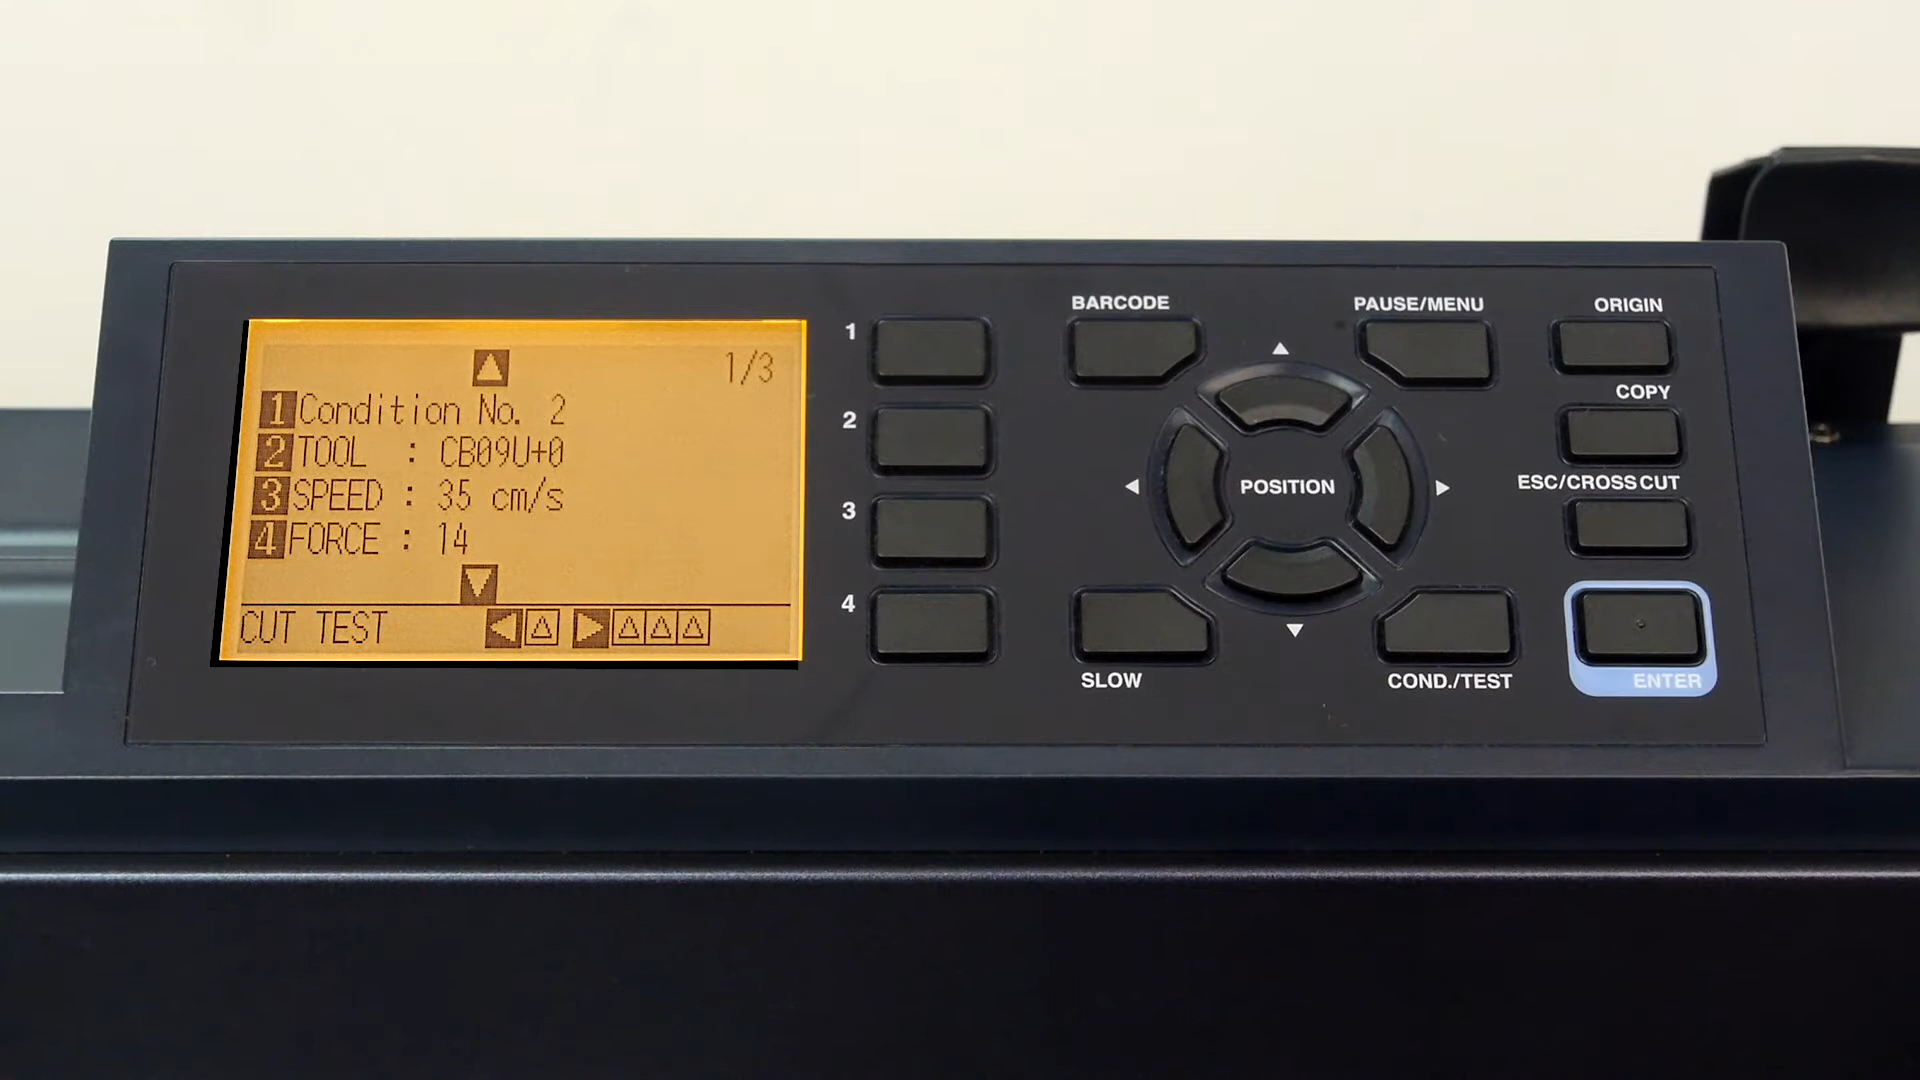 1/3
1 Condition No. 2
2 TOOL : CB09U+0
3 SPEED : 35 cm/s
4 FORCE : 14
CUT TEST
1
2
3
4
BARCODE
PAUSE/MENU
ORIGIN
COPY
POSITION
ESC/CROSS CUT
SLOW
COND./TEST
ENTER